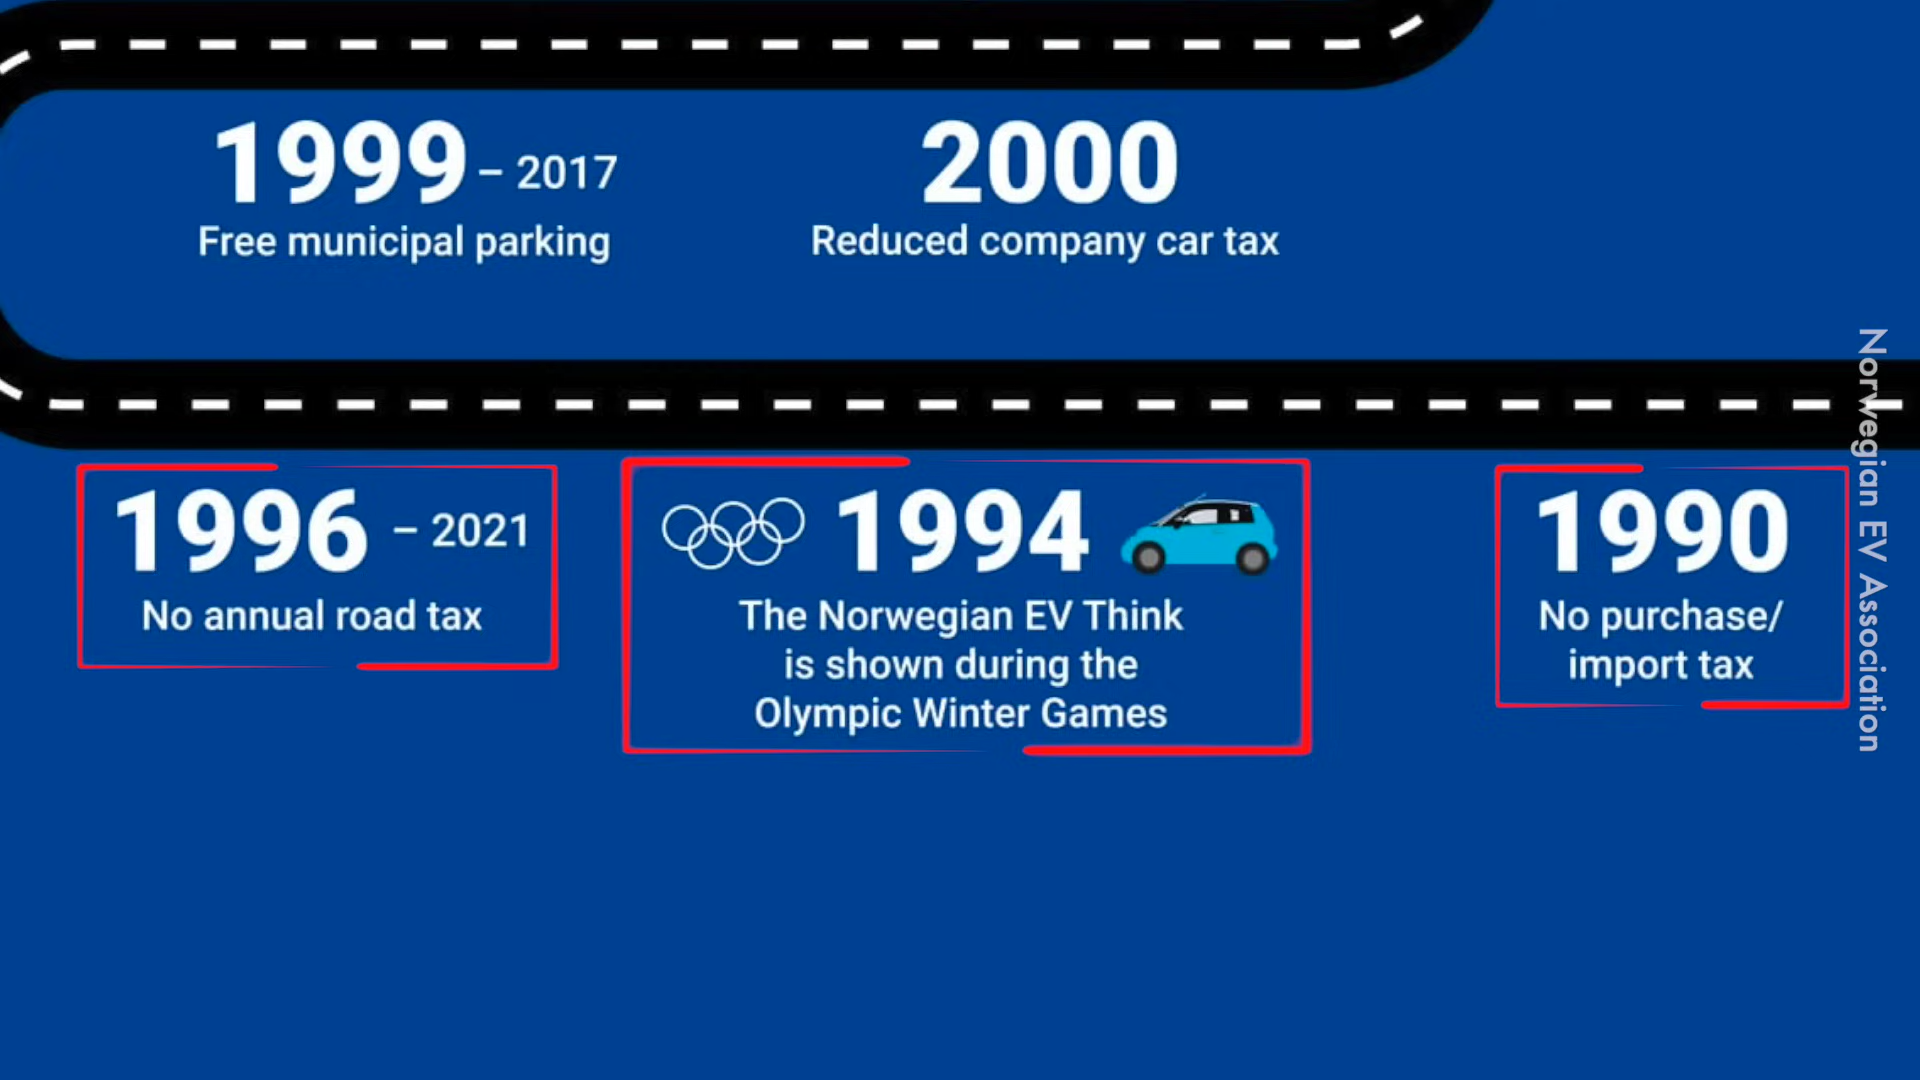 1999 – 2017
Free municipal parking
2000
Reduced company car tax
1996 – 2021
No annual road tax
1994
The Norwegian EV Think
is shown during the
Olympic Winter Games
1990
No purchase/
import tax
Norwegian EV Association